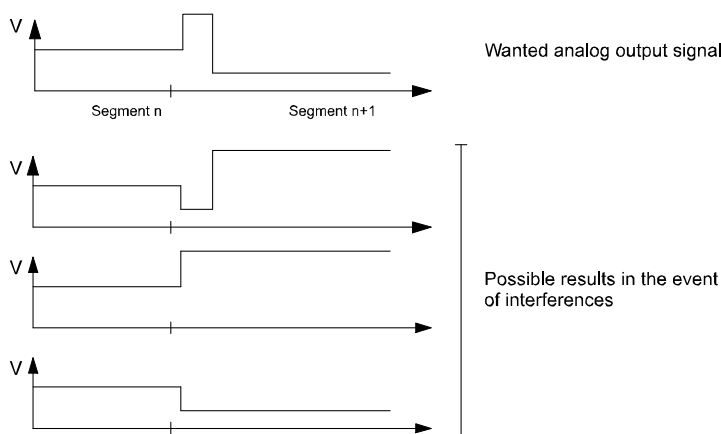 V
Wanted analog output signal
Segment n
Segment n+1
V
V
Possible results in the event
of interferences
V